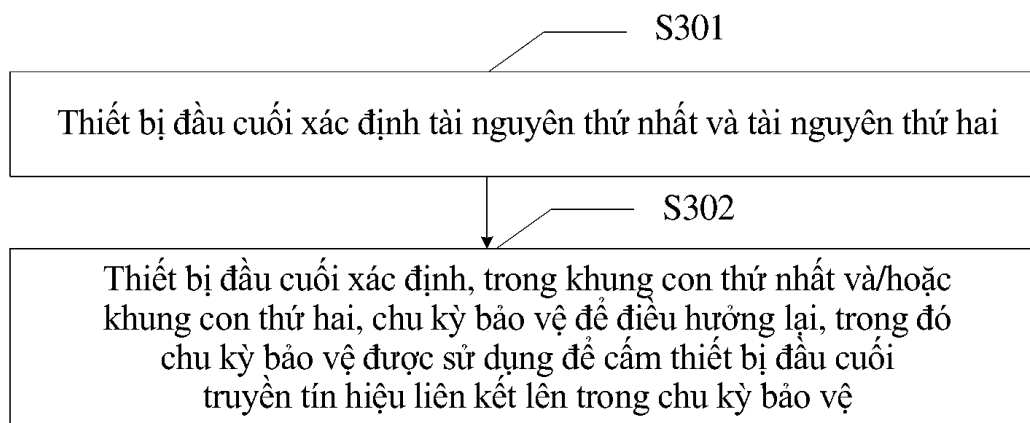 S301
Thiết bị đầu cuối xác định tài nguyên thứ nhất và tài nguyên thứ hai
S302
Thiết bị đầu cuối xác định, trong khung con thứ nhất và/hoặc
khung con thứ hai, chu kỳ bảo vệ để điều hưởng lại, trong đó
chu kỳ bảo vệ được sử dụng để cấm thiết bị đầu cuối
truyền tín hiệu liên kết lên trong chu kỳ bảo vệ